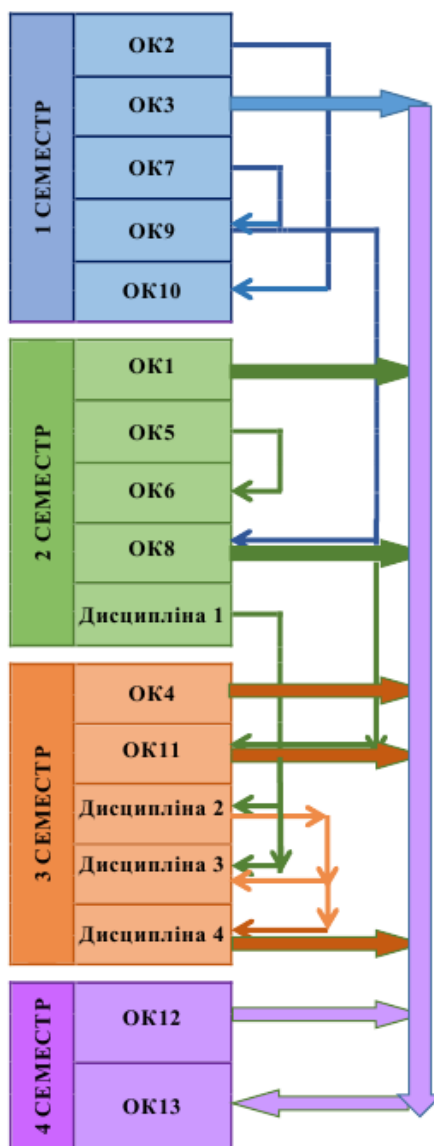 1 СЕМЕСТР
ОК2
ОК3
ОК7
ОК9
ОК10
2 СЕМЕСТР
ОК1
ОК5
ОК6
ОК8
Дисципліна 1
3 СЕМЕСТР
ОК4
ОК11
Дисципліна 2
Дисципліна 3
Дисципліна 4
4 СЕМЕСТР
ОК12
ОК13